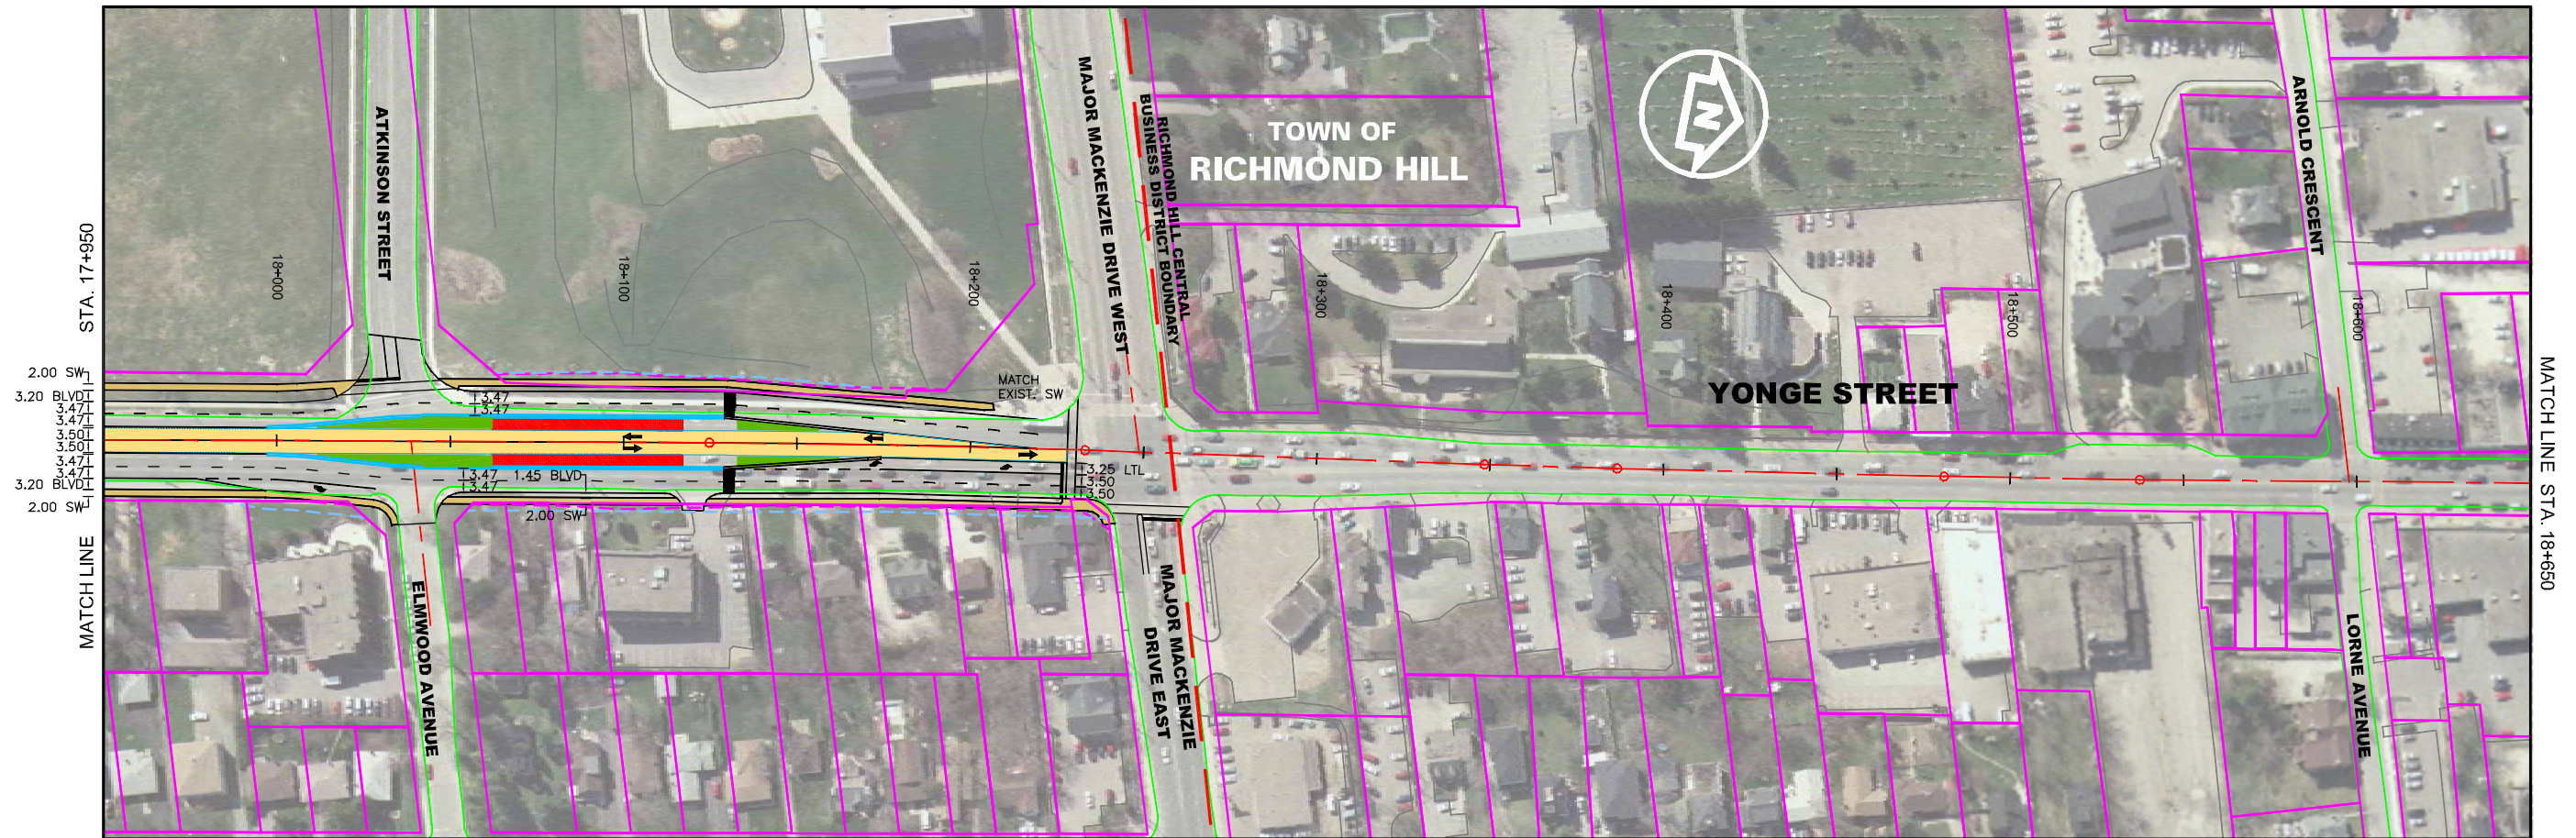 STA. 17+950
MATCH LINE
2.00 SW
3.20 BLVD
3.47
3.47
3.50
3.50
3.47
3.47
3.20 BLVD
2.00 SW
18+000
ATKINSON STREET
ELMWOOD AVENUE
3.47
3.47
3.47
3.47
1.45 BLVD
2.00 SW
18+100
18+200
MATCH
EXIST. SW
3.25 LTL
3.50
3.50
MAJOR MACKENZIE DRIVE WEST
RICHMOND HILL CENTRAL
BUSINESS DISTRICT BOUNDARY
MAJOR MACKENZIE
DRIVE EAST
TOWN OF
RICHMOND HILL
18+300
18+400
N
YONGE STREET
18+500
ARNOLD CRESCENT
18+600
LORNE AVENUE
MATCH LINE STA. 18+650